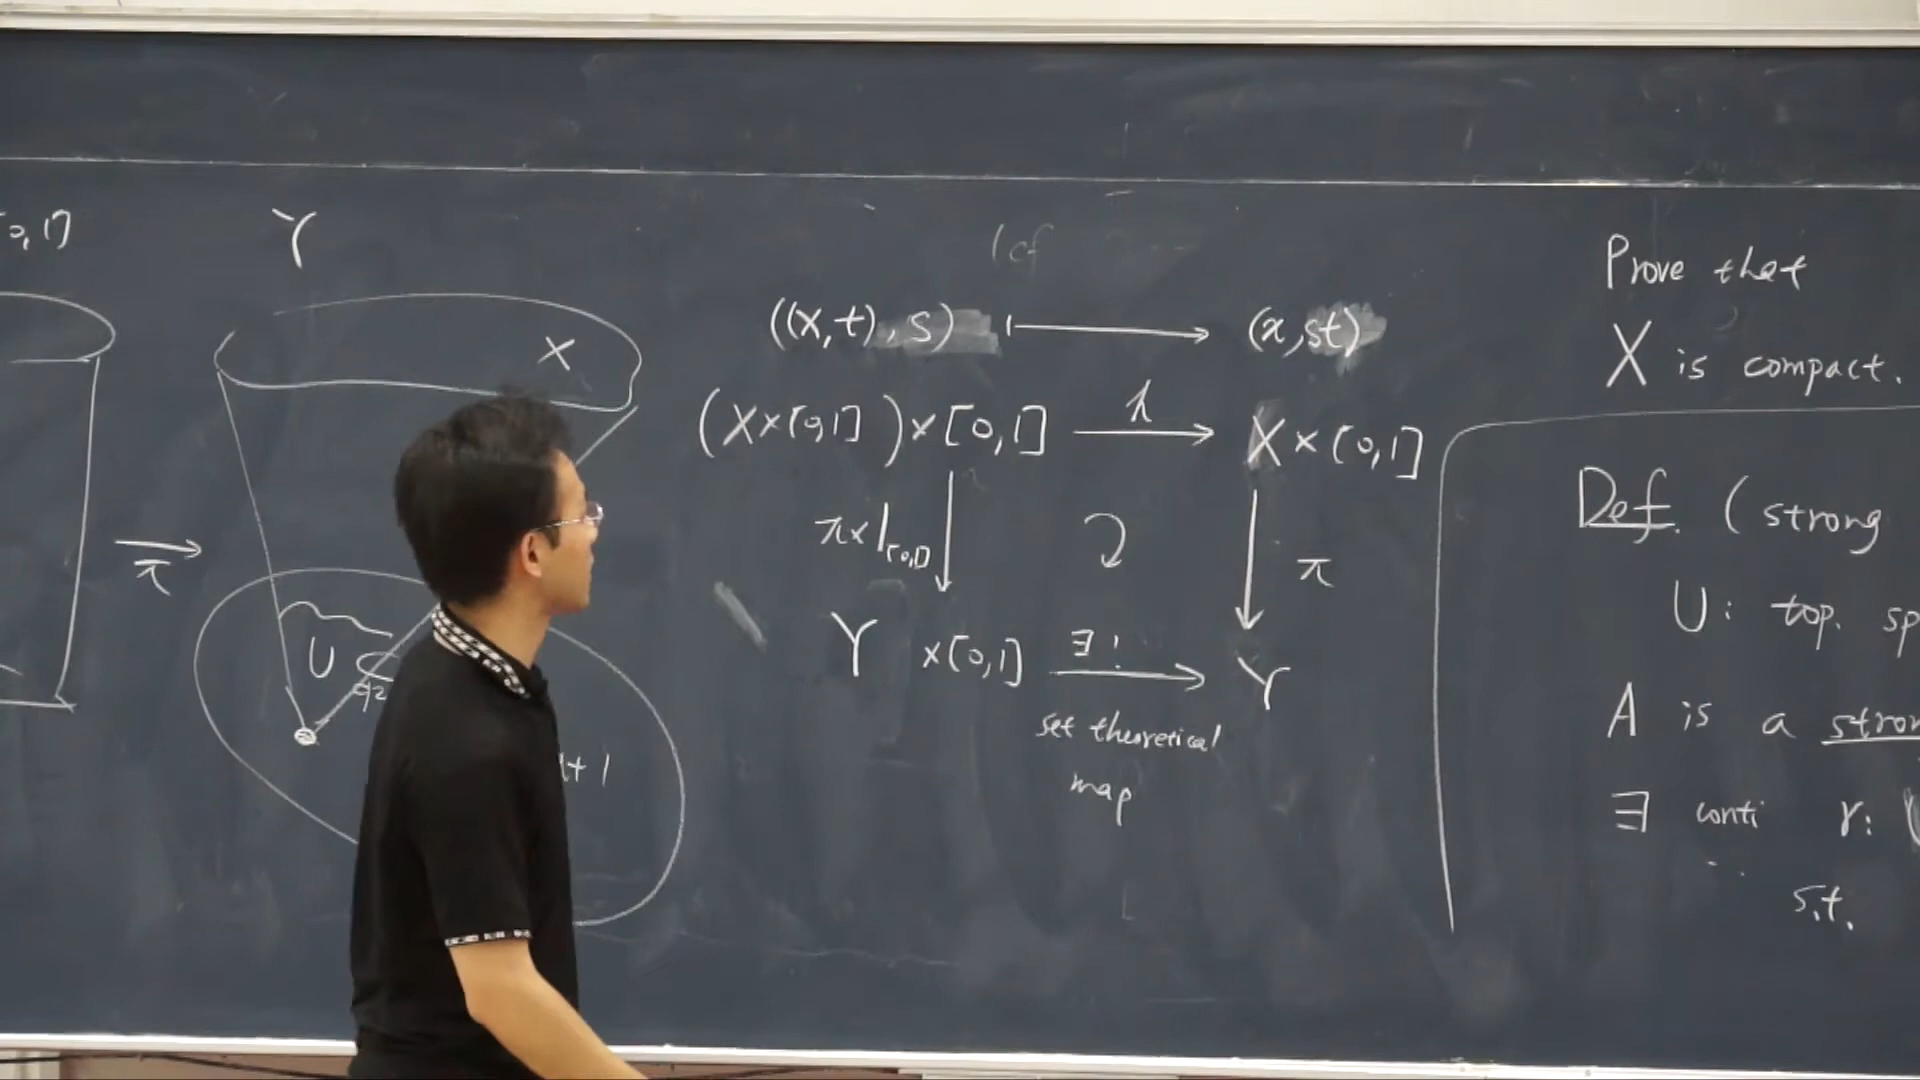 0,1]
Y
X
π
U
+1
((x,t),s) ⟼ (x,st)
(X×[0,1])×[0,1] → X×[0,1]
h
π×1[0,1]
π
Y ×[0,1] → Y
∃!
set theoretical
map
Prove that
X is compact.
Def. (strong
U: top. sp
A is a stron
∃ conti r:
s.t.